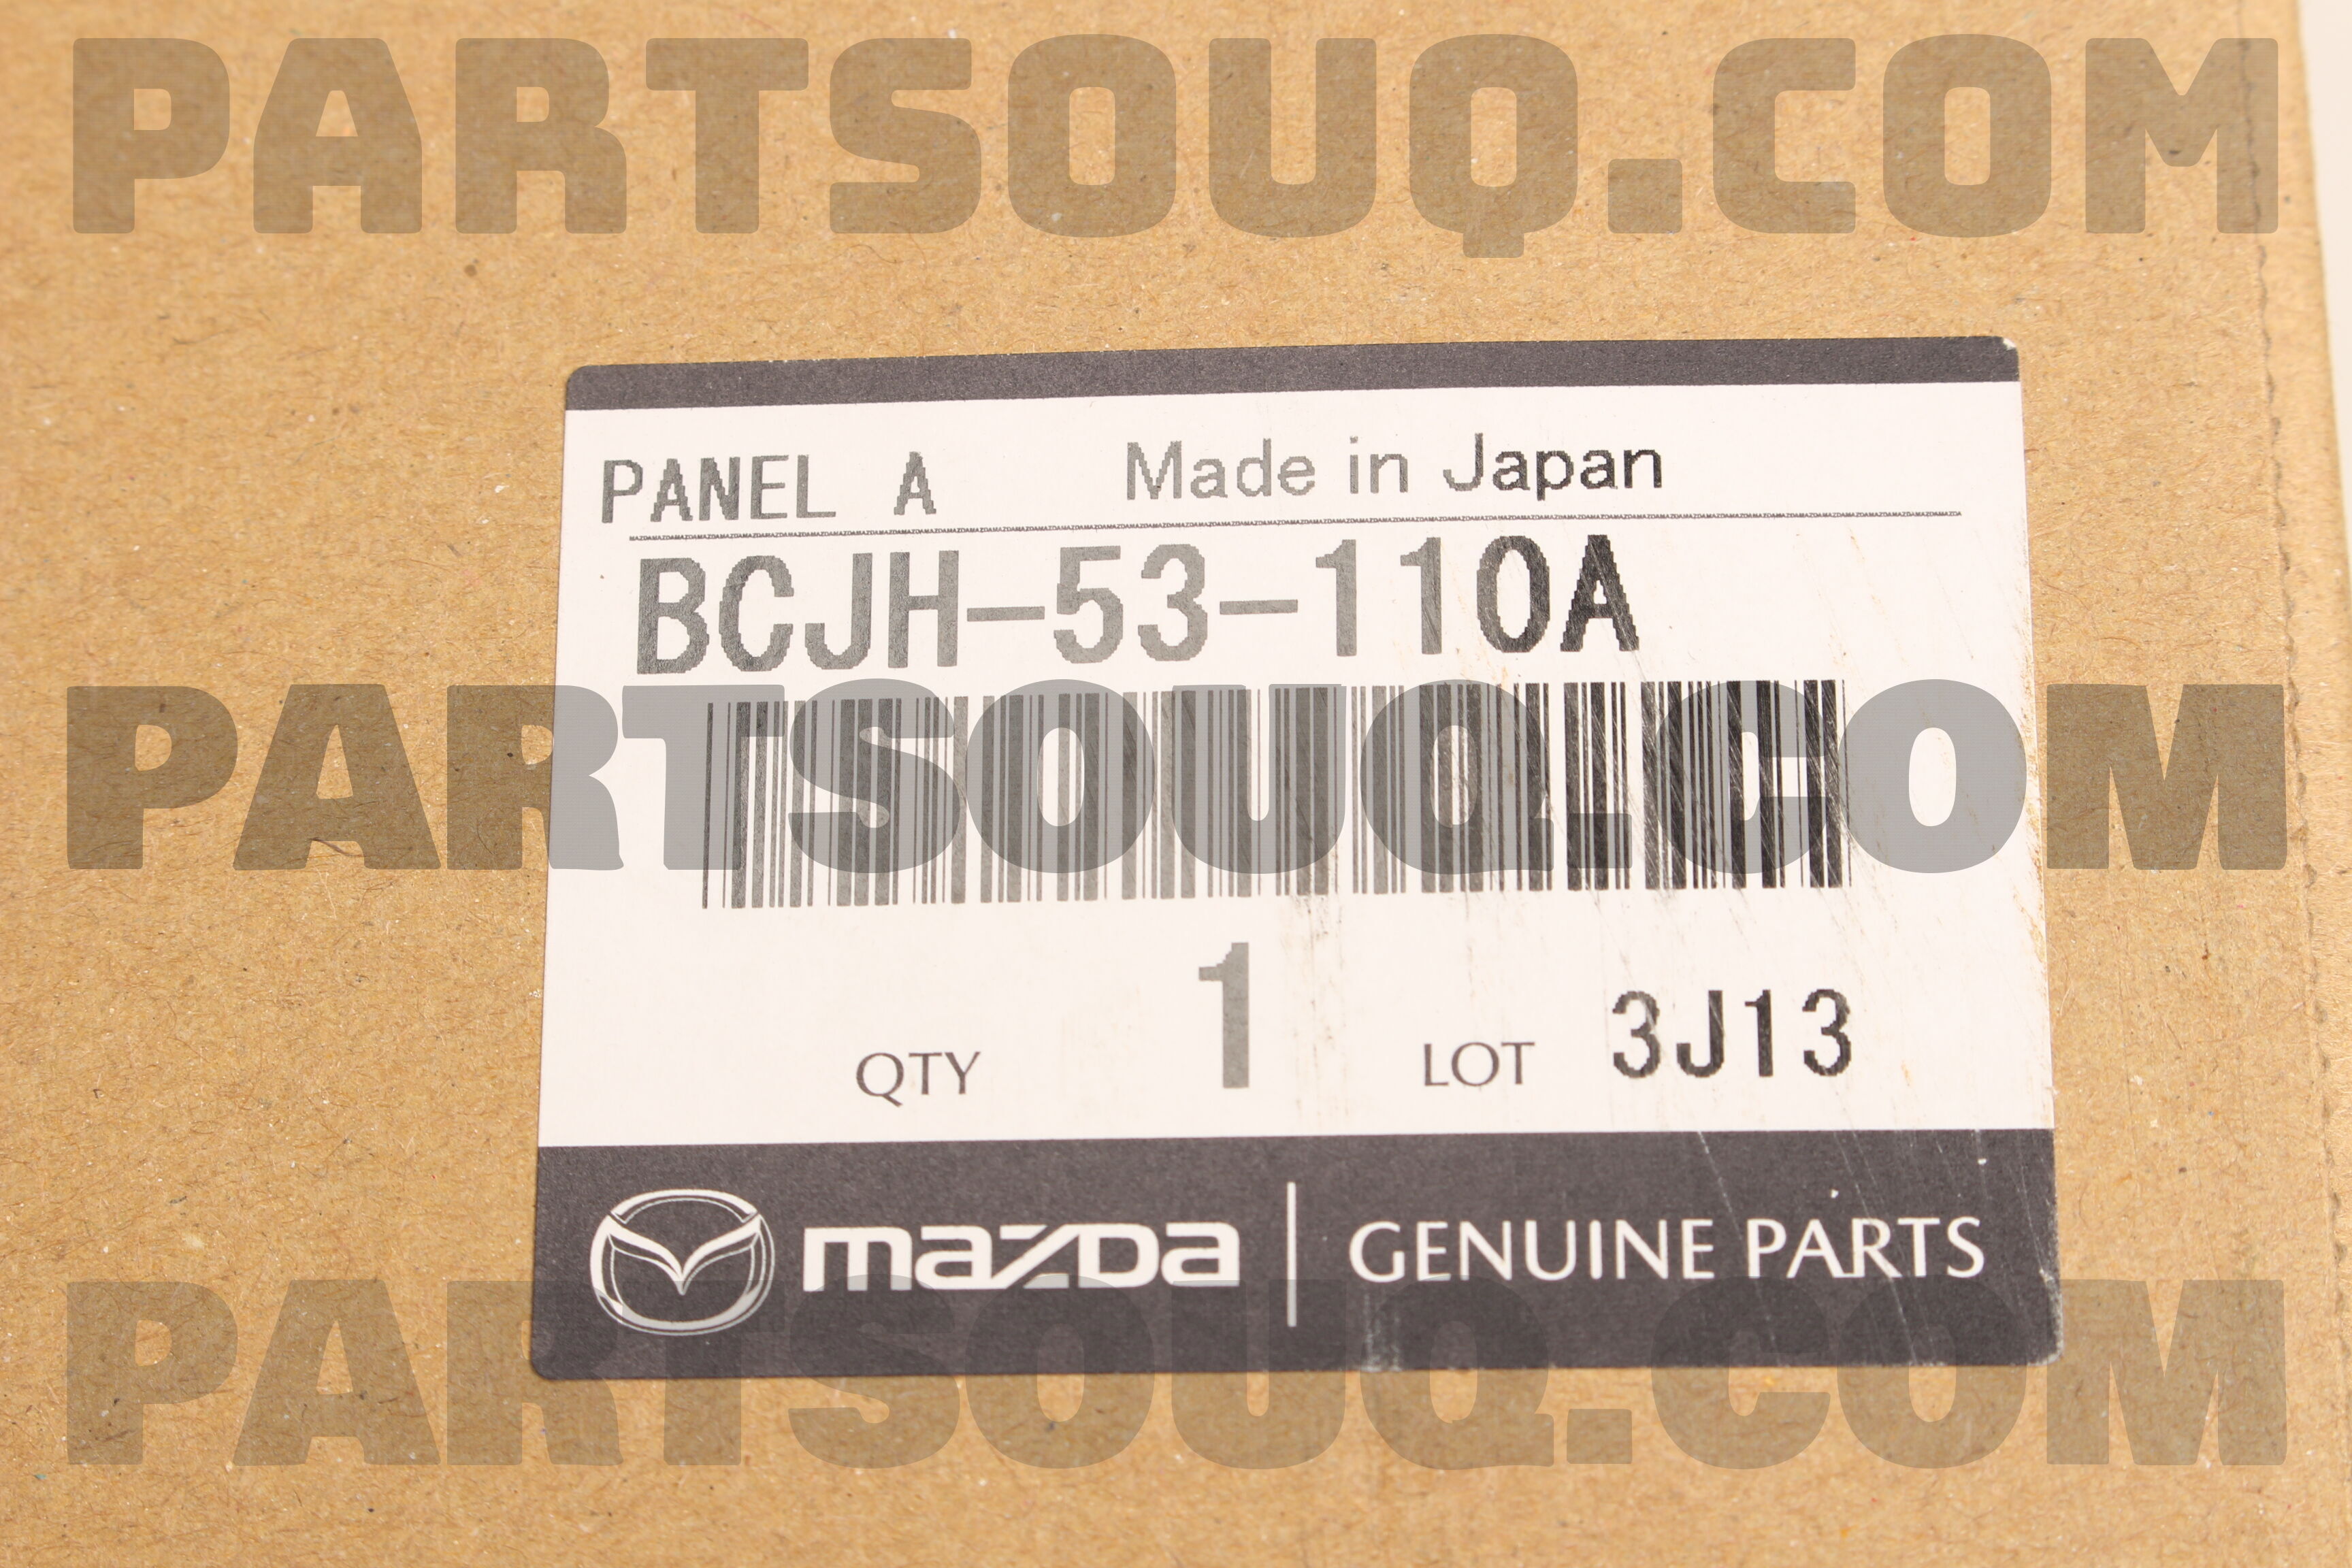 PARTSOUQ.COM
PANEL A Made in Japan
MAZDAMAZDAMAZDAMAZDAMAZDAMAZDAMAZDAMAZDAMAZDAMAZDAMAZDAMAZDAMAZDAMAZDAMAZDAMAZDAMAZDAMAZDAMAZDAMAZDA
BCJH-53-110A
PARTSOUQ.COM
QTY 1 LOT 3J13
mazda GENUINE PARTS
PARTSOUQ.COM